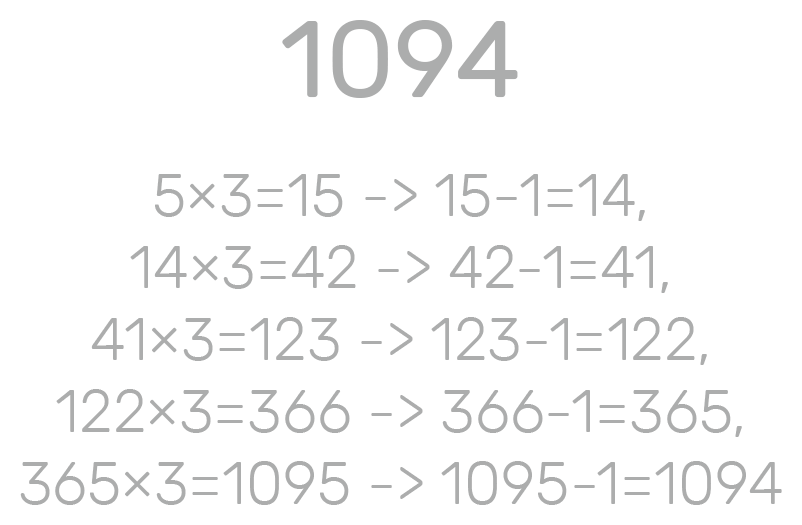 1094
5×3=15 -> 15-1=14,
14×3=42 -> 42-1=41,
41×3=123 -> 123-1=122,
122×3=366 -> 366-1=365,
365×3=1095 -> 1095-1=1094